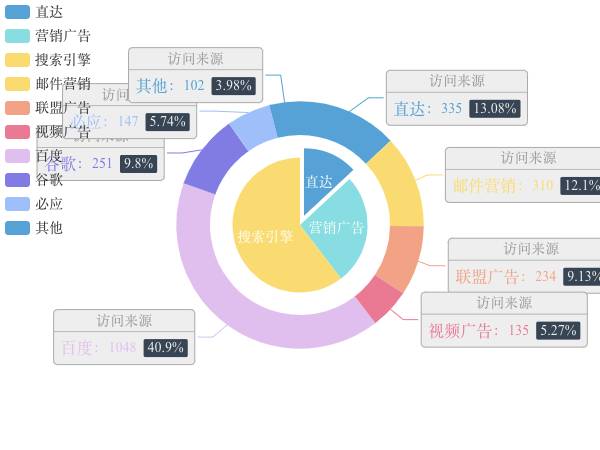 直达
营销广告
搜索引擎
邮件营销
联盟广告
视频广告
百度
谷歌
必应
其他
访问来源
其他： 102 3.98%
访问来源
直达： 335 13.08%
访
必应： 147 5.74%
访问来源
谷歌： 251 9.8%
访问来源
邮件营销： 310 12.1%
访问来源
联盟广告： 234 9.13%
访问来源
视频广告： 135 5.27%
访问来源
百度： 1048 40.9%
直达
营销广告
搜索引擎